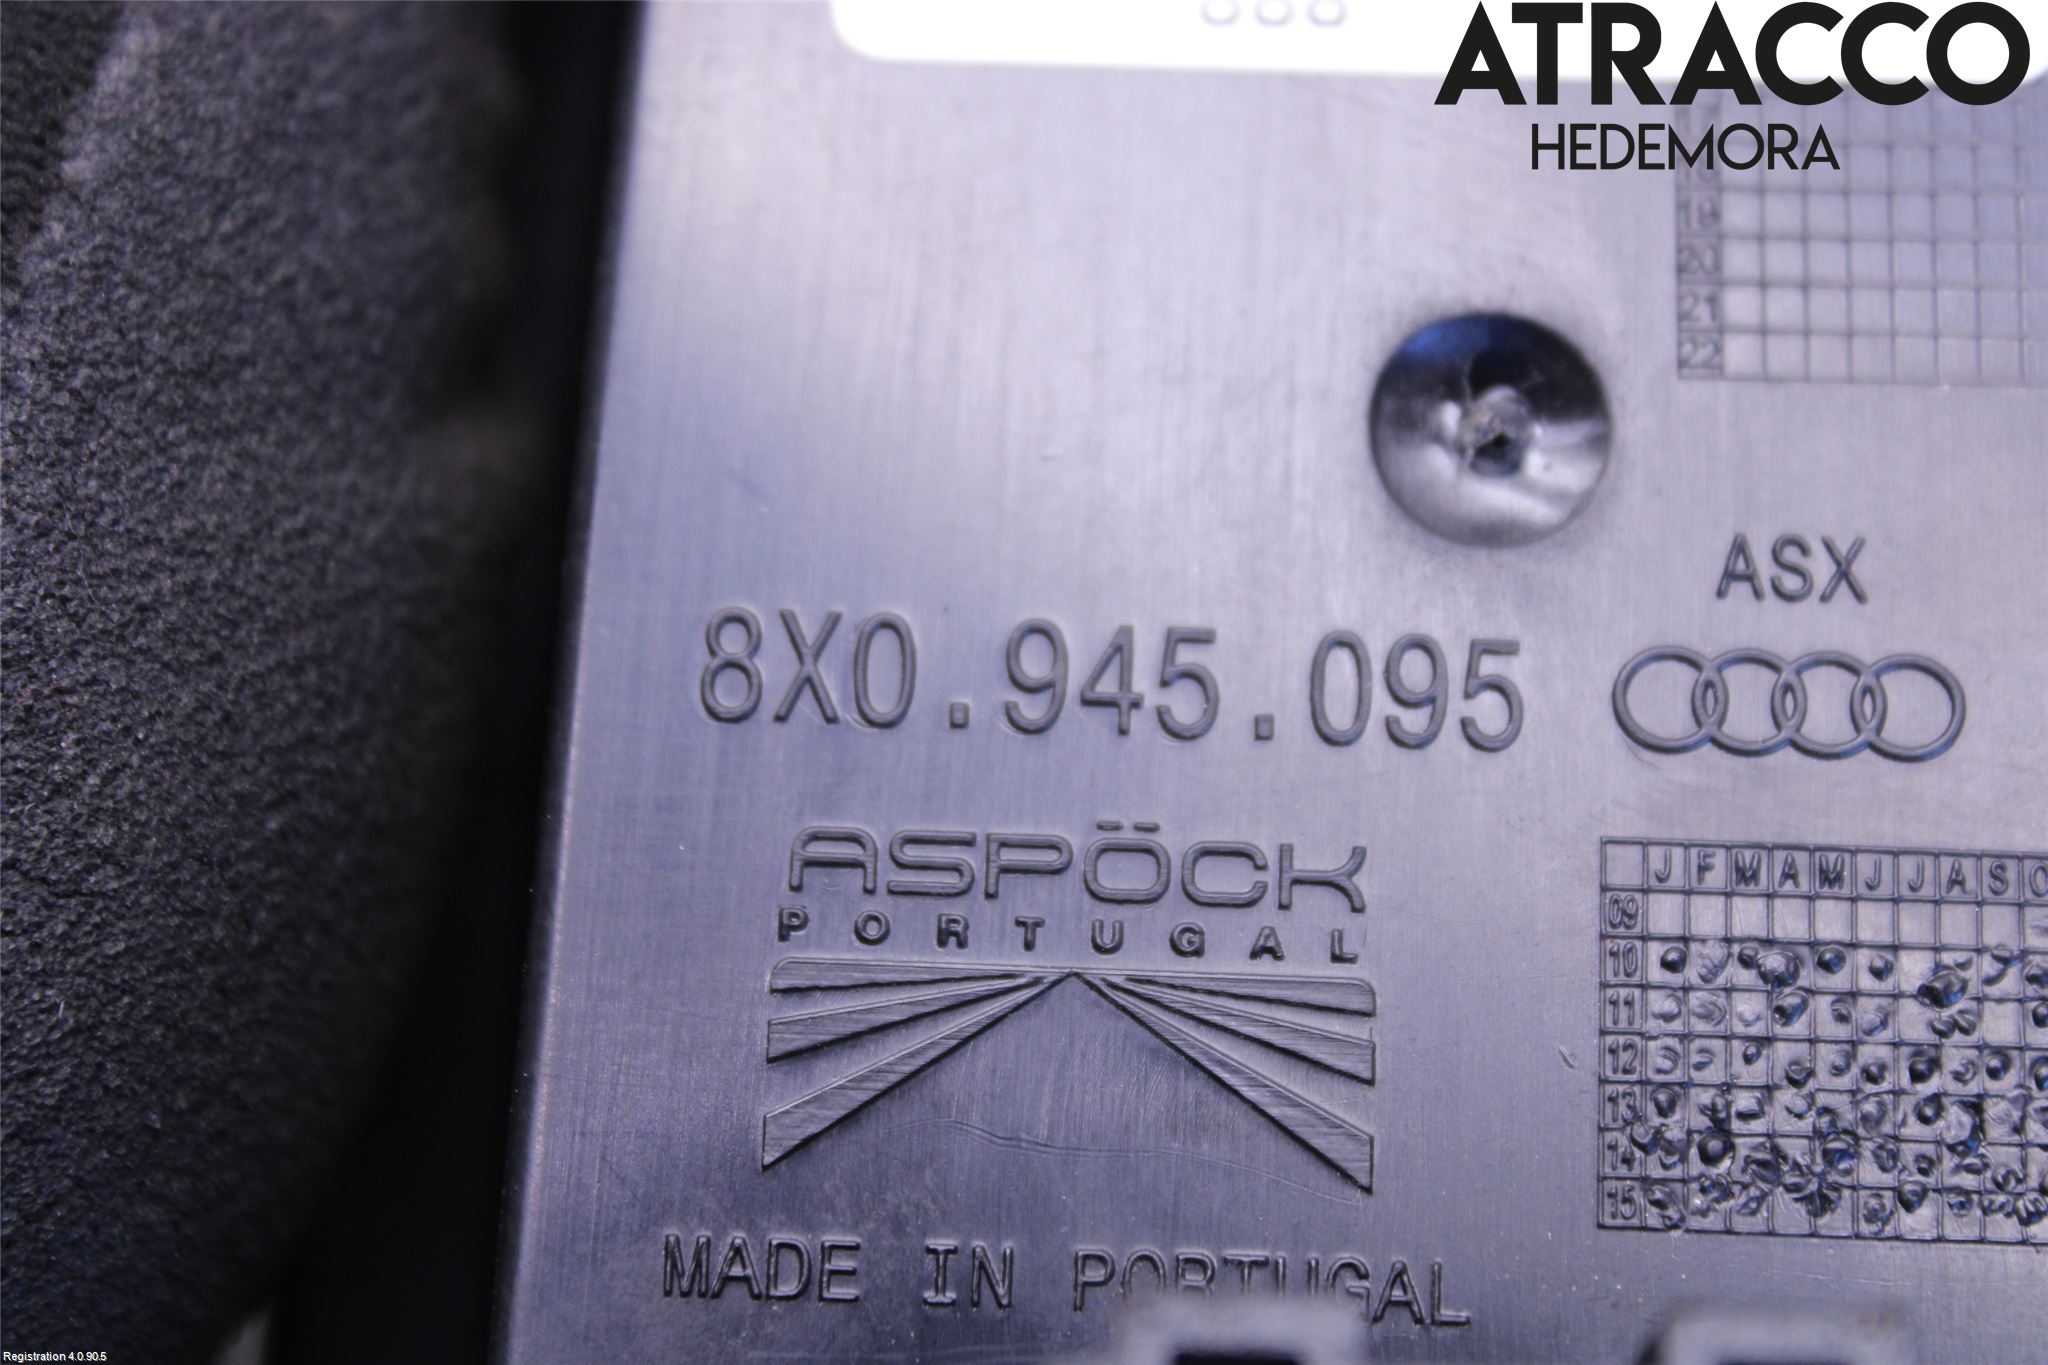 ATRACCO
HEDEMORA
19
20
21
22
ASX
8X0.945.095
ASPÖCK
PORTUGAL
J F M A M J J A S O
09
10
11
12
13
14
15
MADE IN PORTUGAL
Registration 4.0.90.5